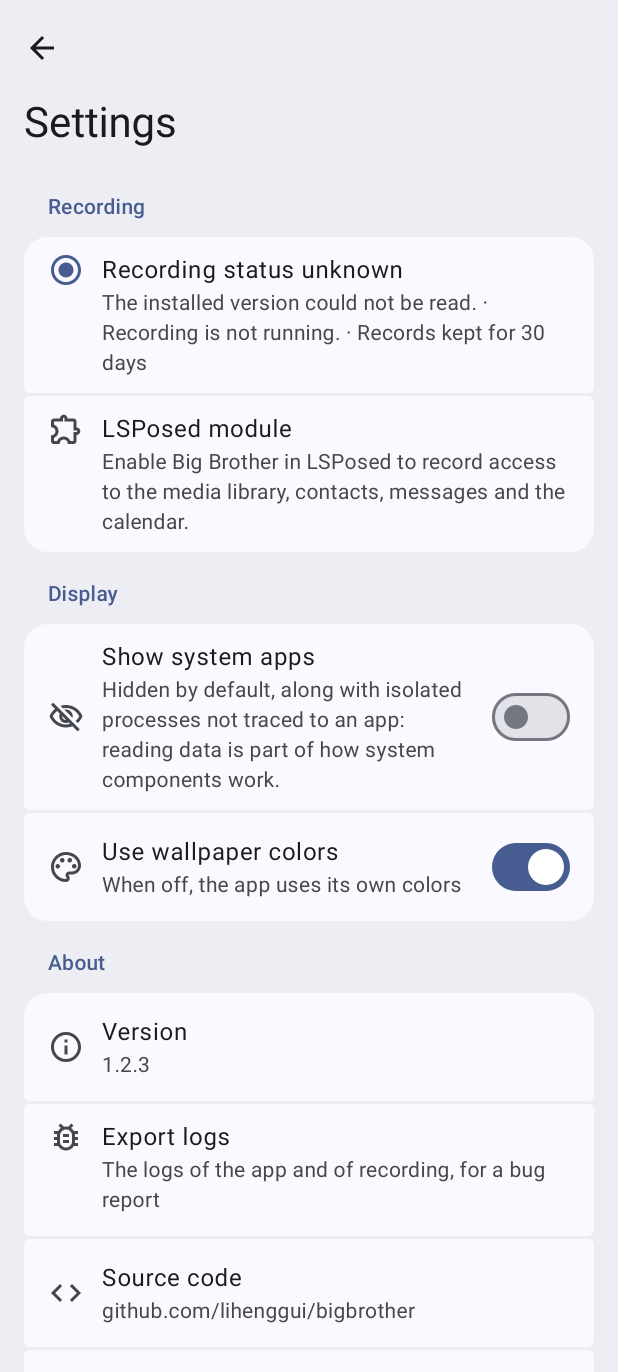 Settings
Recording
Recording status unknown
The installed version could not be read. ·
Recording is not running. · Records kept for 30
days
LSPosed module
Enable Big Brother in LSPosed to record access
to the media library, contacts, messages and the
calendar.
Display
Show system apps
Hidden by default, along with isolated
processes not traced to an app:
reading data is part of how system
components work.
Use wallpaper colors
When off, the app uses its own colors
About
Version
1.2.3
Export logs
The logs of the app and of recording, for a bug
report
Source code
github.com/lihenggui/bigbrother